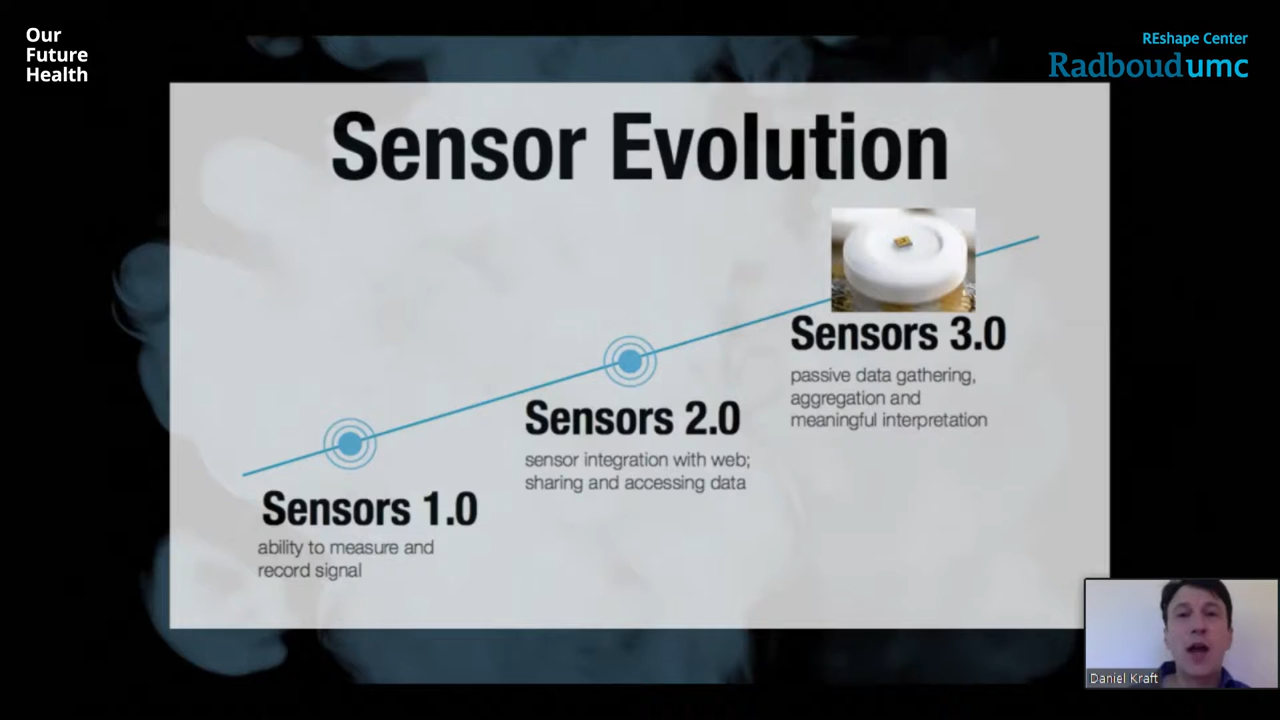 Our
Future
Health
REshape Center
Radboudumc
Sensor Evolution
Sensors 3.0
passive data gathering,
aggregation and
meaningful interpretation
Sensors 2.0
sensor integration with web;
sharing and accessing data
Sensors 1.0
ability to measure and
record signal
Daniel Kraft